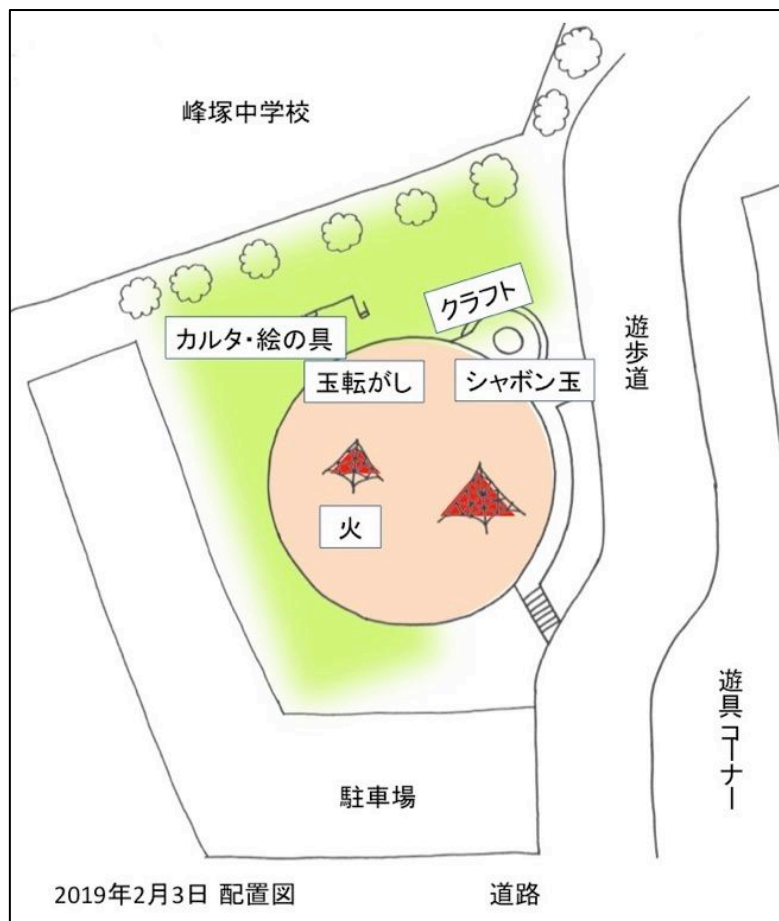 峰塚中学校
クラフト
カルタ・絵の具
玉転がし
シャボン玉
遊歩道
火
遊具コーナー
駐車場
2019年2月3日 配置図
道路